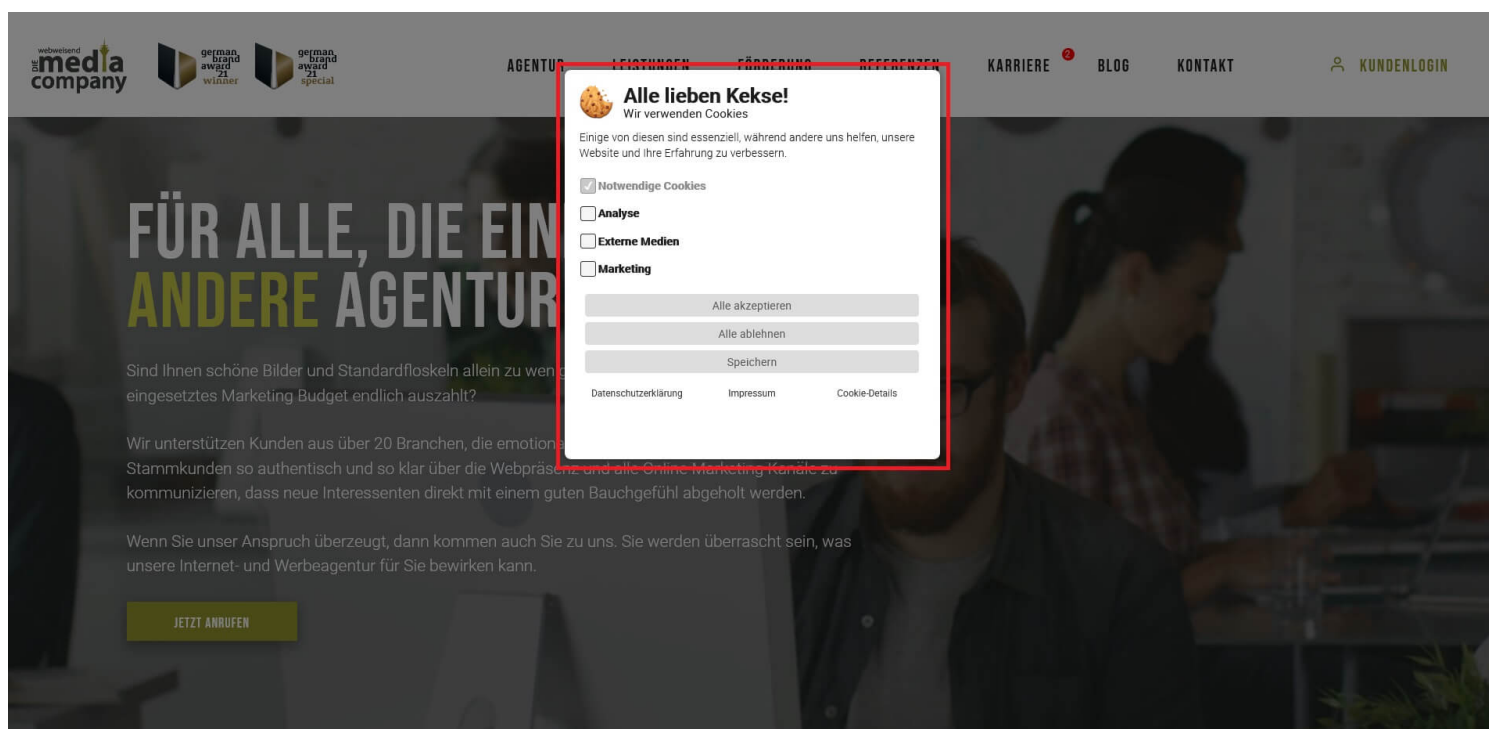 webweisend
DIE media
company
german
brand
award
'21
winner
german
brand
award
'21
special
AGENTUR LEISTUNGEN FÖRDERUNG REFERENZEN KARRIERE 2 BLOG KONTAKT KUNDENLOGIN
Alle lieben Kekse!
Wir verwenden Cookies
Einige von diesen sind essenziell, während andere uns helfen, unsere
Website und Ihre Erfahrung zu verbessern.
Notwendige Cookies
Analyse
Externe Medien
Marketing
Alle akzeptieren
Alle ablehnen
Speichern
Datenschutzerklärung Impressum Cookie-Details
FÜR ALLE, DIE EIN
ANDERE AGENTUR
Sind Ihnen schöne Bilder und Standardfloskeln allein zu wenig
eingesetztes Marketing Budget endlich auszahlt?
Wir unterstützen Kunden aus über 20 Branchen, die emotiona
Stammkunden so authentisch und so klar über die Webpräsenz und alle Online Marketing Kanäle zu
kommunizieren, dass neue Interessenten direkt mit einem guten Bauchgefühl abgeholt werden.
Wenn Sie unser Anspruch überzeugt, dann kommen auch Sie zu uns. Sie werden überrascht sein, was
unsere Internet- und Werbeagentur für Sie bewirken kann.
JETZT ANRUFEN